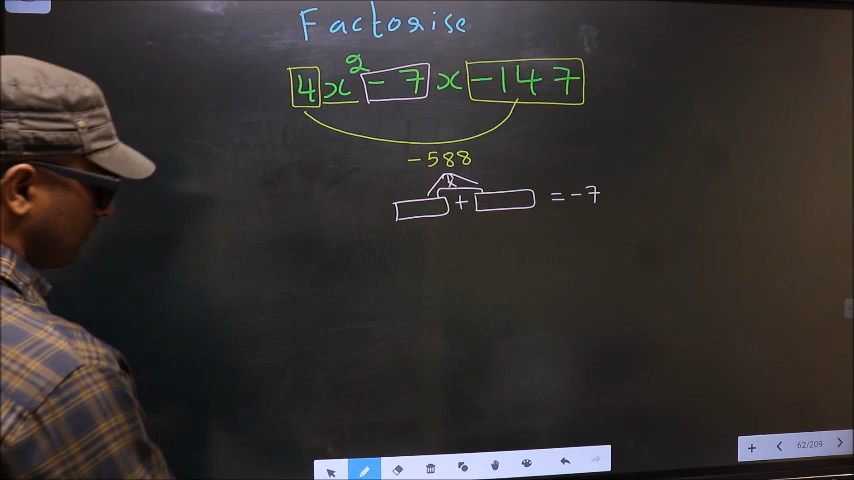 Factorise
4x² - 7x - 147
- 588
+ = - 7
62/209